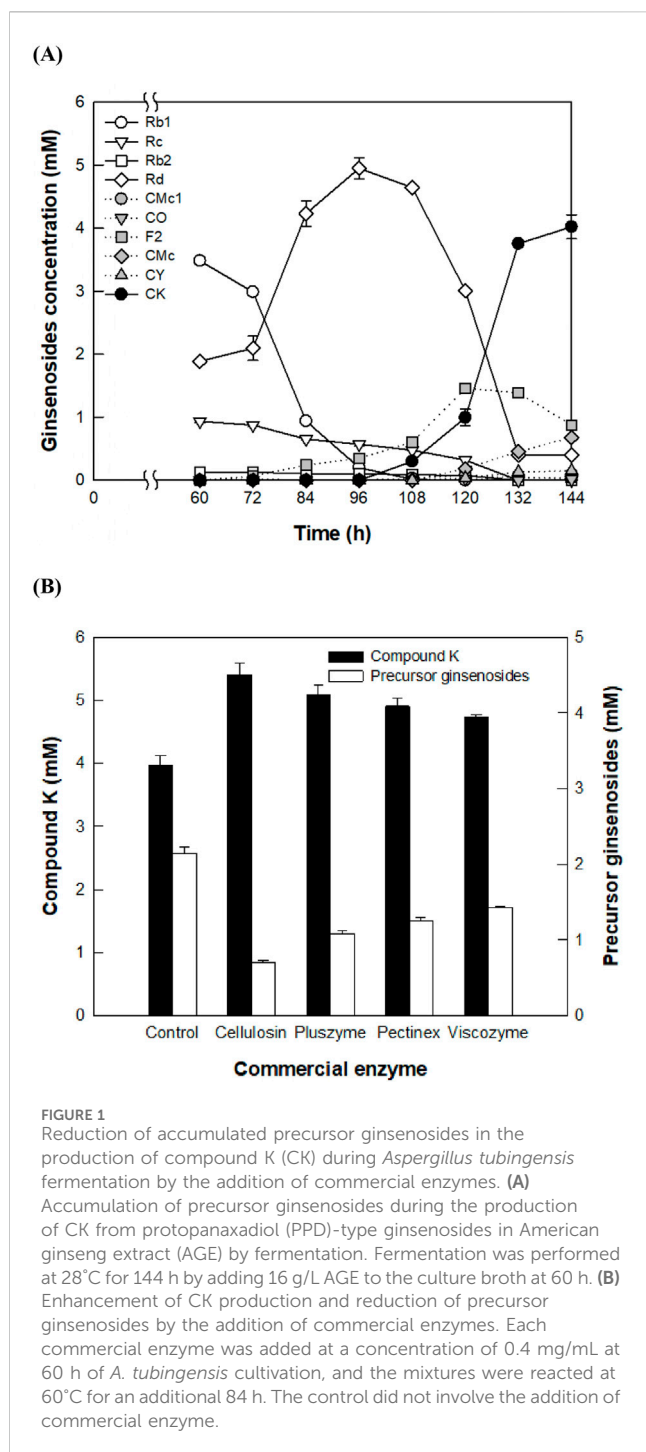 (A)
6
5
4
3
2
1
0
Ginsenosides concentration (mM)
Rb1
Rc
Rb2
Rd
CMc1
CO
F2
CMc
CY
CK
0 60 72 84 96 108 120 132 144
Time (h)
(B)
6
5
4
3
2
1
0
Compound K (mM)
Compound K
Precursor ginsenosides
5
4
3
2
1
0
Precursor ginsenosides (mM)
Control Cellulosin Pluszyme Pectinex Viscozyme
Commercial enzyme
FIGURE 1
Reduction of accumulated precursor ginsenosides in the
production of compound K (CK) during Aspergillus tubingensis
fermentation by the addition of commercial enzymes. (A)
Accumulation of precursor ginsenosides during the production
of CK from protopanaxadiol (PPD)-type ginsenosides in American
ginseng extract (AGE) by fermentation. Fermentation was performed
at 28°C for 144 h by adding 16 g/L AGE to the culture broth at 60 h. (B)
Enhancement of CK production and reduction of precursor
ginsenosides by the addition of commercial enzymes. Each
commercial enzyme was added at a concentration of 0.4 mg/mL at
60 h of A. tubingensis cultivation, and the mixtures were reacted at
60°C for an additional 84 h. The control did not involve the addition of
commercial enzyme.